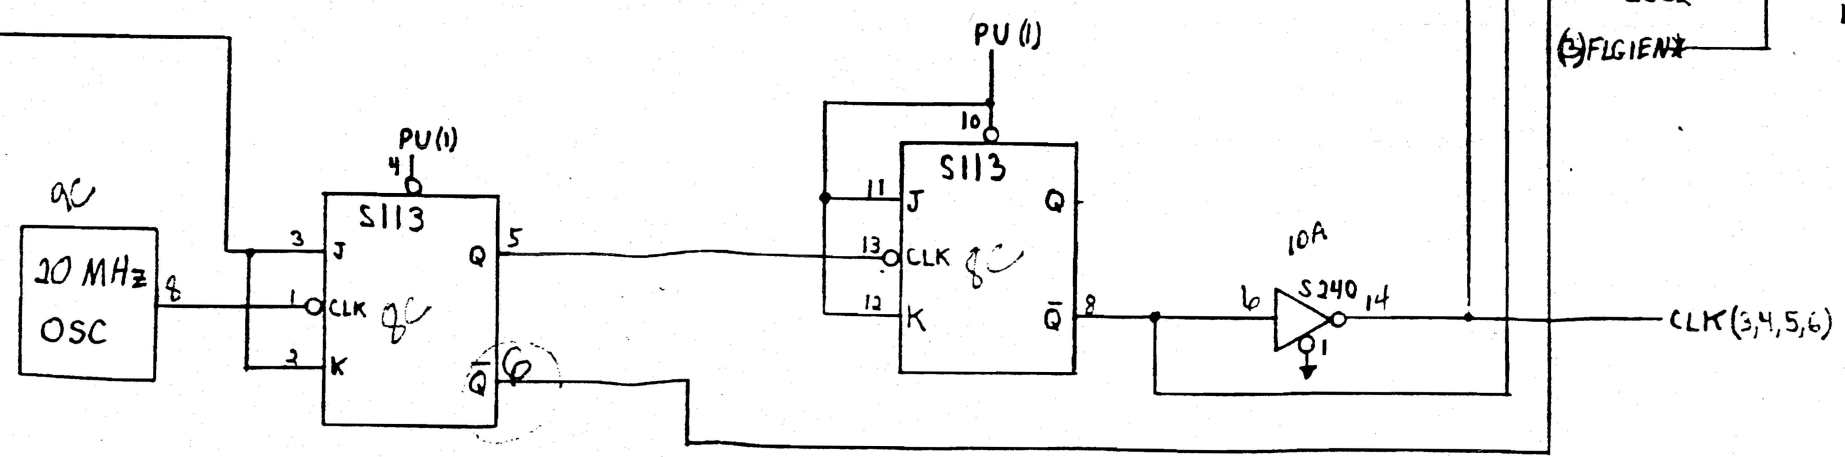 (3)FLGIEN*
PU(1)
10
S113
11 J Q
13 CLK 8C
12 K Q̅ 8
PU(1)
4
S113
3 J Q 5
1 CLK 8C
2 K Q̅ 6
9C
20 MHz 8
OSC
10A
6 S240 14
1
CLK(3,4,5,6)